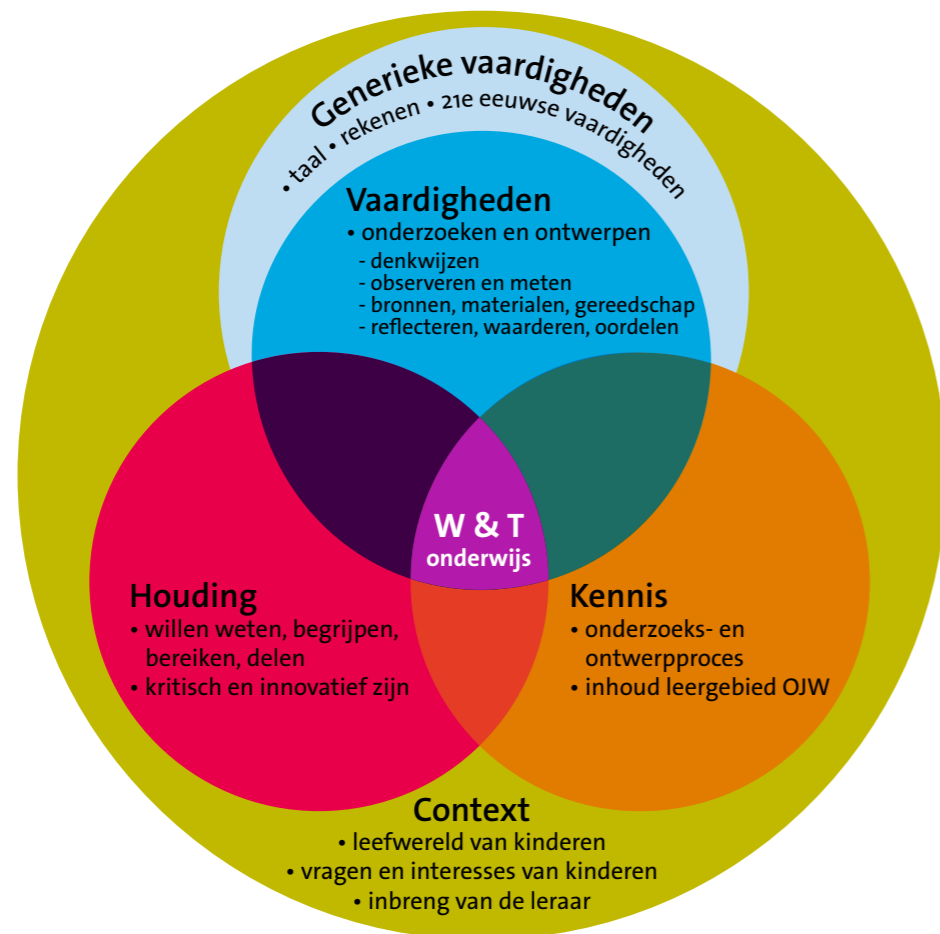 Generieke vaardigheden
• taal • rekenen • 21e eeuwse vaardigheden
Vaardigheden
• onderzoeken en ontwerpen
- denkwijzen
- observeren en meten
- bronnen, materialen, gereedschap
- reflecteren, waarderen, oordelen
W & T
onderwijs
Houding
• willen weten, begrijpen,
bereiken, delen
• kritisch en innovatief zijn
Kennis
• onderzoeks- en
ontwerpproces
• inhoud leergebied OJW
Context
• leefwereld van kinderen
• vragen en interesses van kinderen
• inbreng van de leraar